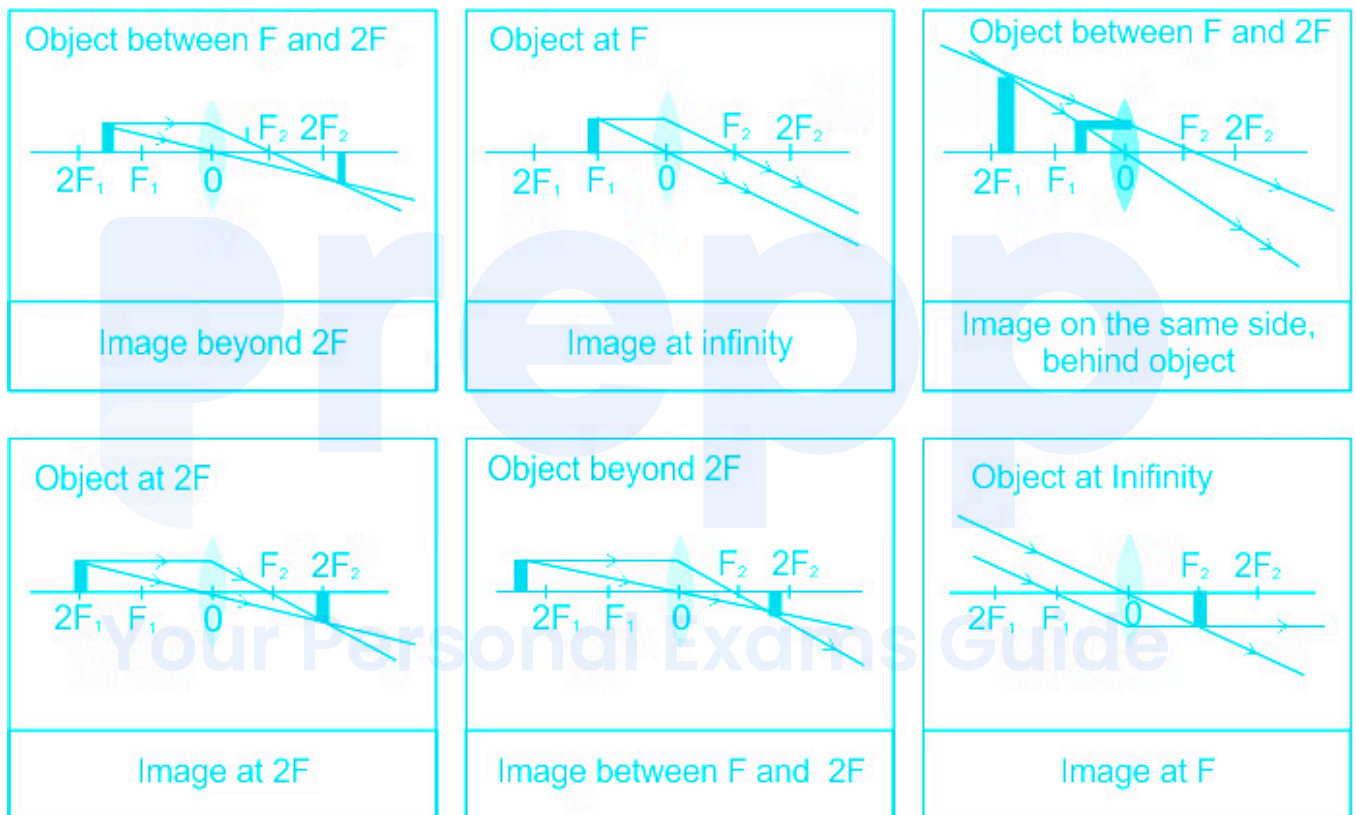 Object between F and 2F
F₂ 2F₂
2F₁ F₁ 0
Image beyond 2F
Object at F
F₂ 2F₂
2F₁ F₁ 0
Image at infinity
Object between F and 2F
F₂ 2F₂
2F₁ F₁ 0
Image on the same side,
behind object
Object at 2F
F₂ 2F₂
2F₁ F₁ 0
Image at 2F
Object beyond 2F
F₂ 2F₂
2F₁ F₁ 0
Image between F and 2F
Object at Inifinity
F₂ 2F₂
2F₁ F₁ 0
Image at F
Prepp
Your Personal Exams Guide